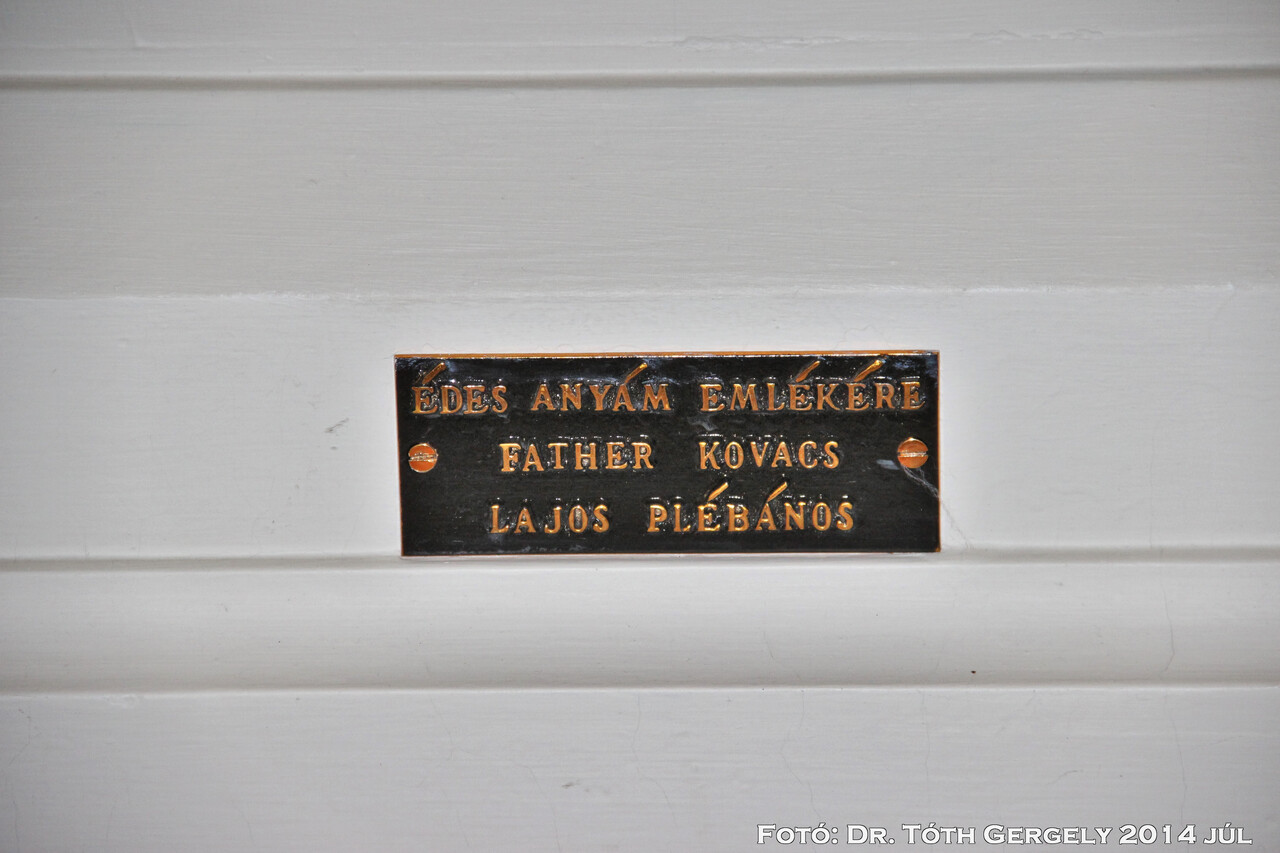 ÉDES ANYÁM EMLÉKÉRE
FATHER KOVACS
LAJOS PLÉBÁNOS
Fotó: Dr. Tóth Gergely 2014 júl